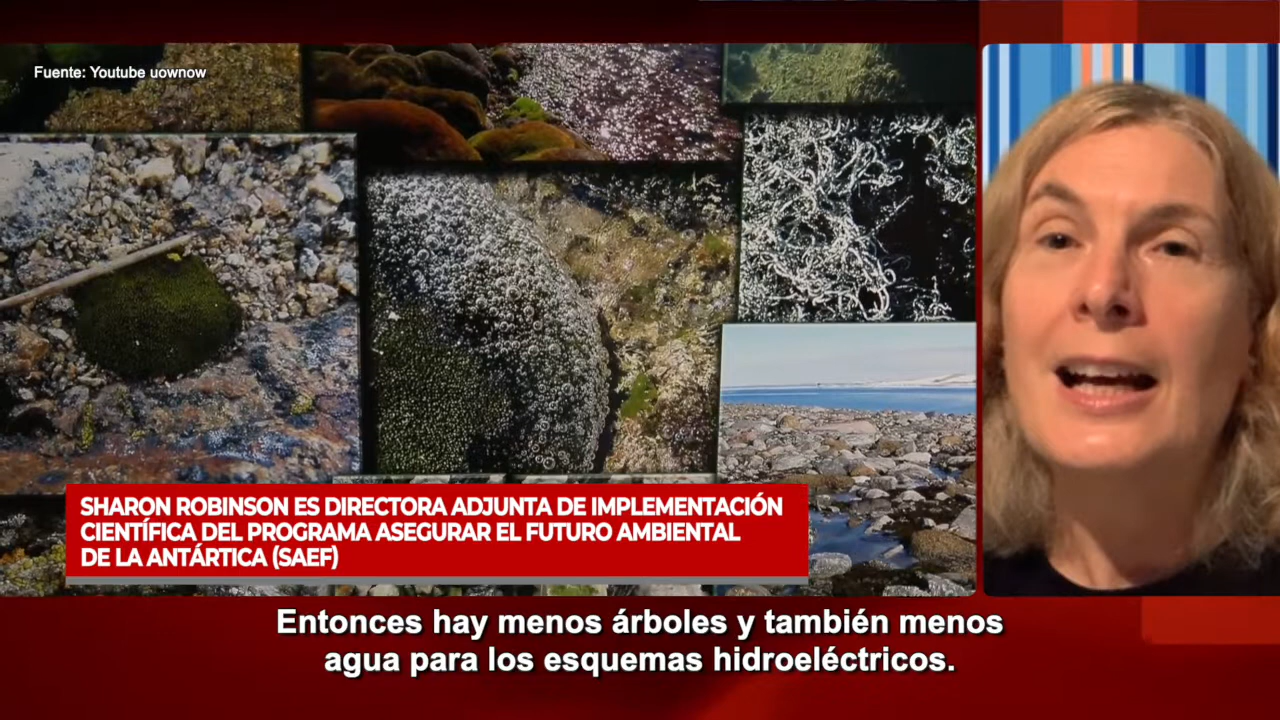 Fuente: Youtube uownow
SHARON ROBINSON ES DIRECTORA ADJUNTA DE IMPLEMENTACIÓN
CIENTÍFICA DEL PROGRAMA ASEGURAR EL FUTURO AMBIENTAL
DE LA ANTÁRTICA (SAEF)
Entonces hay menos árboles y también menos
agua para los esquemas hidroeléctricos.